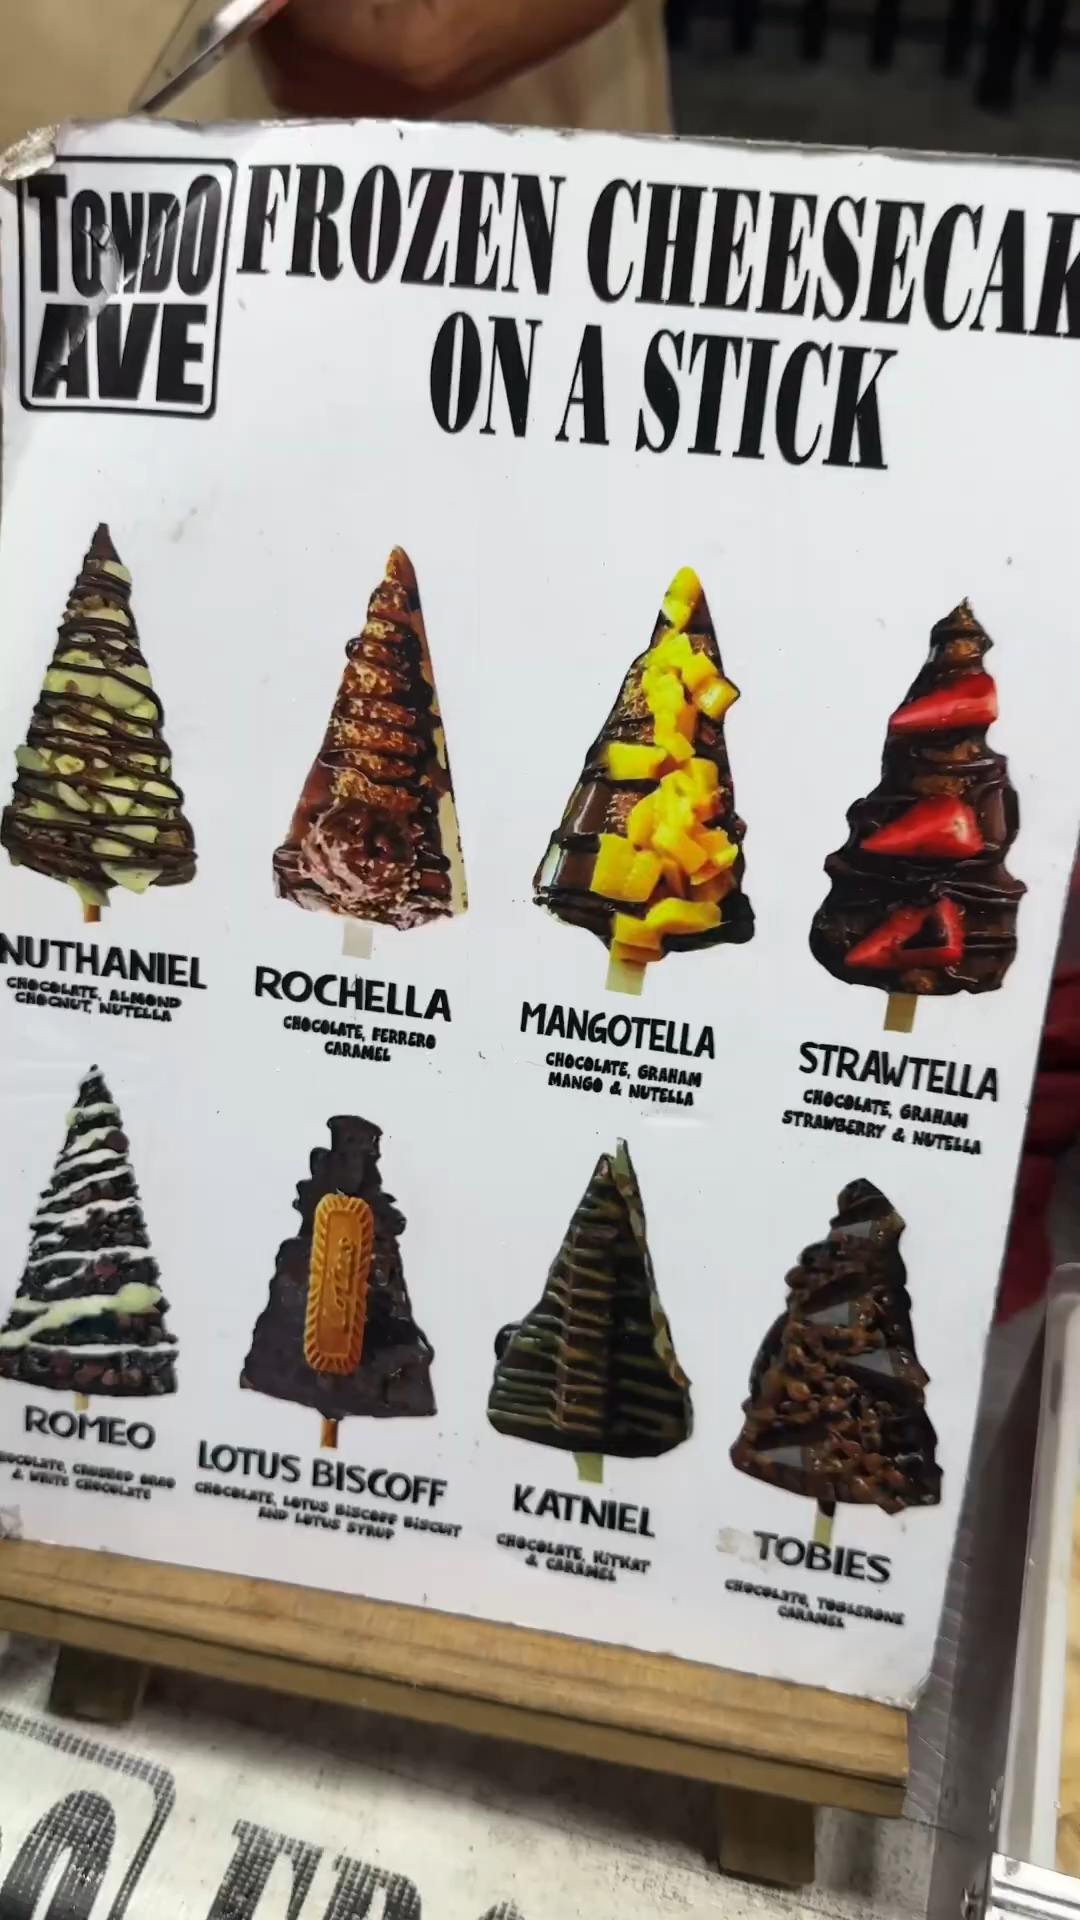 TONDO
AVE
FROZEN CHEESECAK
ON A STICK
NUTHANIEL
CHOCOLATE, ALMOND
CHOCNUT, NUTELLA
ROCHELLA
CHOCOLATE, FERRERO
CARAMEL
MANGOTELLA
CHOCOLATE, GRAHAM
MANGO & NUTELLA
STRAWTELLA
CHOCOLATE, GRAHAM
STRAWBERRY & NUTELLA
ROMEO
CRUSHED OREO
& WHITE CHOCOLATE
LOTUS BISCOFF
CHOCOLATE, LOTUS BISCOFF BISCUIT
AND LOTUS SYRUP
KATNIEL
CHOCOLATE, KITKAT
& CARAMEL
TOBIES
CHOCOLATE, TOBLERONE
CARAMEL